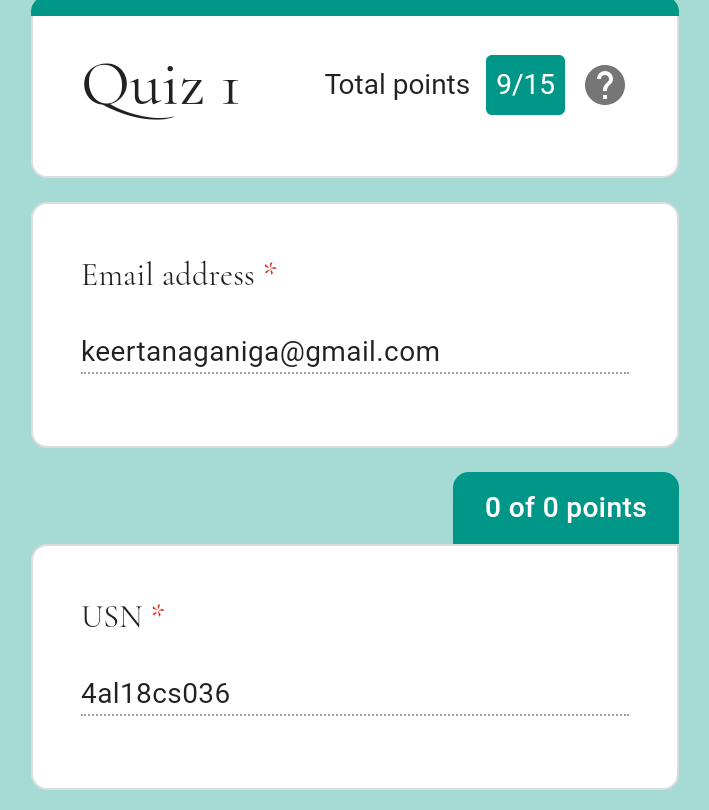 Quiz 1 Total points 9/15 ?
Email address *
keertanaganiga@gmail.com
0 of 0 points
USN *
4al18cs036